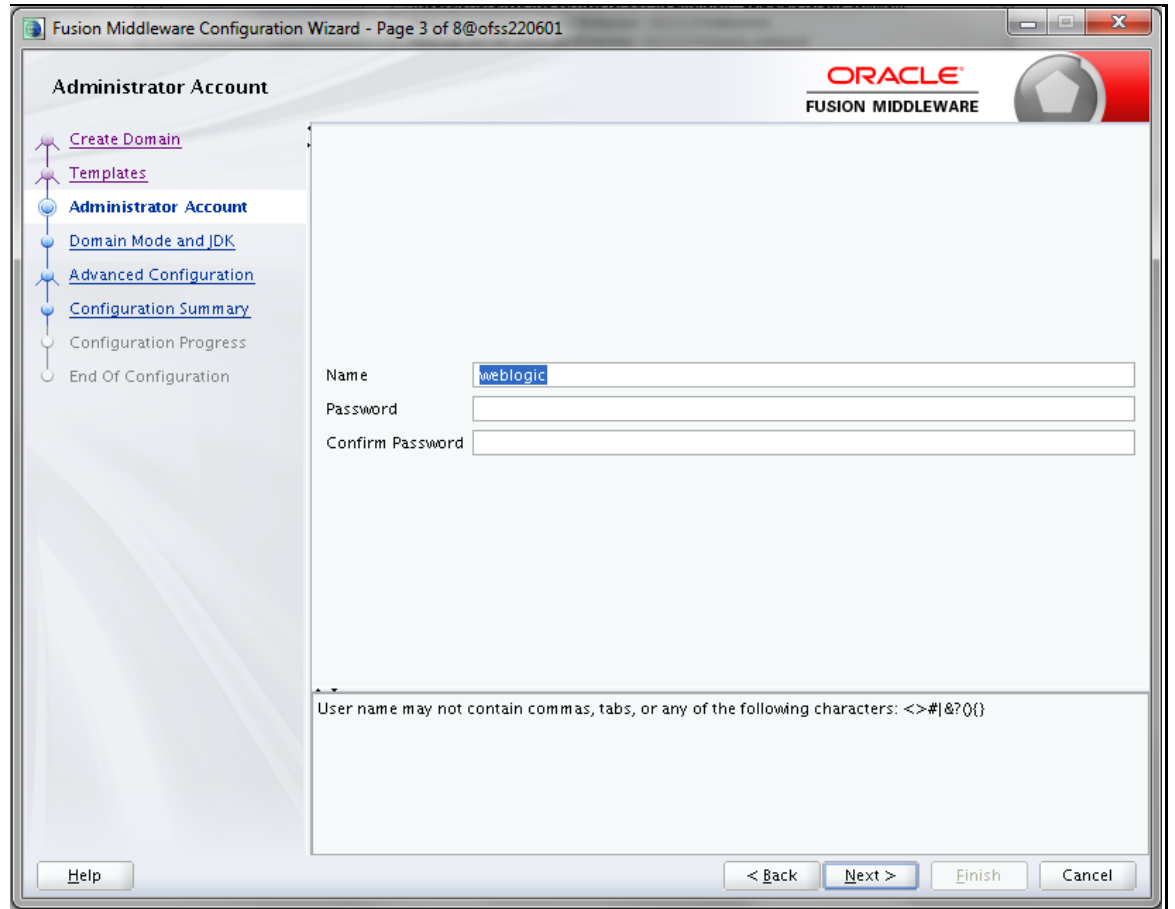 Fusion Middleware Configuration Wizard - Page 3 of 8@ofss220601
Administrator Account
ORACLE
FUSION MIDDLEWARE
Create Domain
Templates
Administrator Account
Domain Mode and JDK
Advanced Configuration
Configuration Summary
Configuration Progress
End Of Configuration
Name weblogic
Password
Confirm Password
User name may not contain commas, tabs, or any of the following characters: <>#|&?(){}
Help < Back Next > Finish Cancel